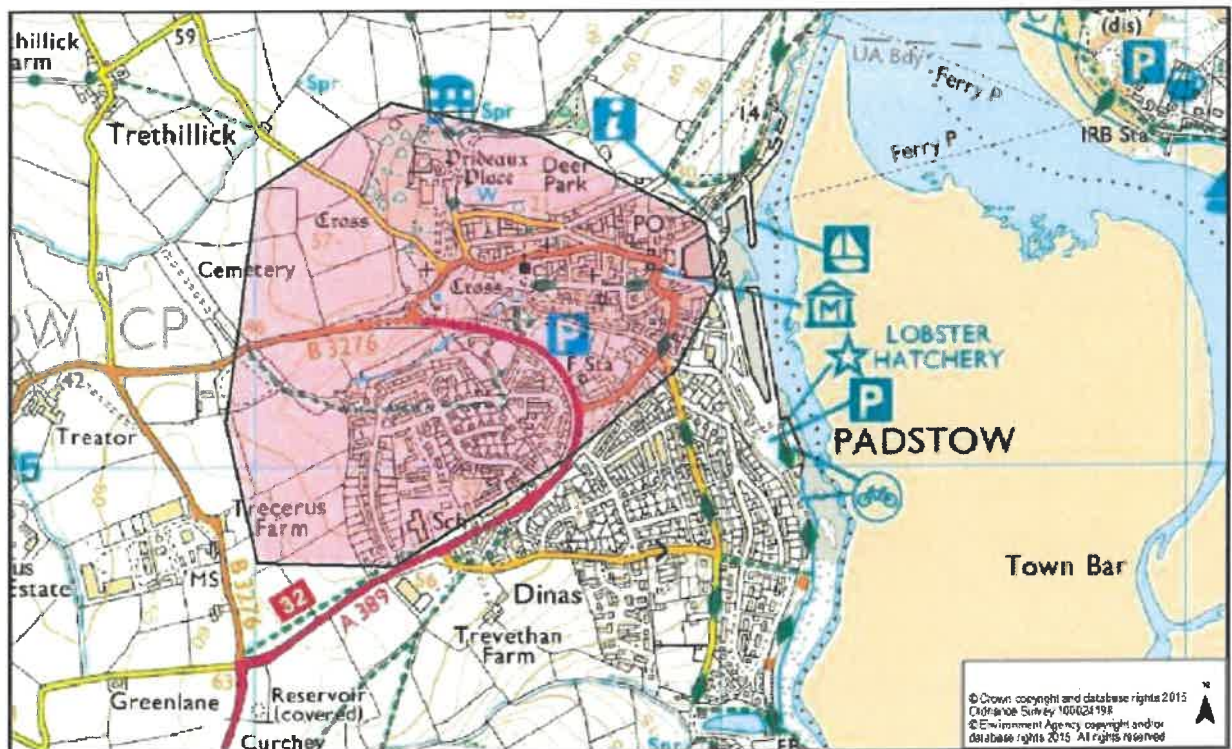 59
Trethillick
Spr
Spr
Prideaux
Place
Deer
Park
W
14
UA Bdy
Ferry P
Ferry P
IRB Sta
(dis)
P
i
Cross
57
Cemetery
PO
Cross
CP
B 3276
P
F Sta
M
LOBSTER
HATCHERY
P
PADSTOW
42
Treator
Trecerus
Farm
Sch
MS
B 3276
32
A 389
56
Dinas
Trevethan
Farm
Town Bar
Greenlane
63
Reservoir
(covered)
Curchey
© Crown copyright and database rights 2015
Ordnance Survey 100024198
© Environment Agency copyright and/or
database rights 2015. All rights reserved
N